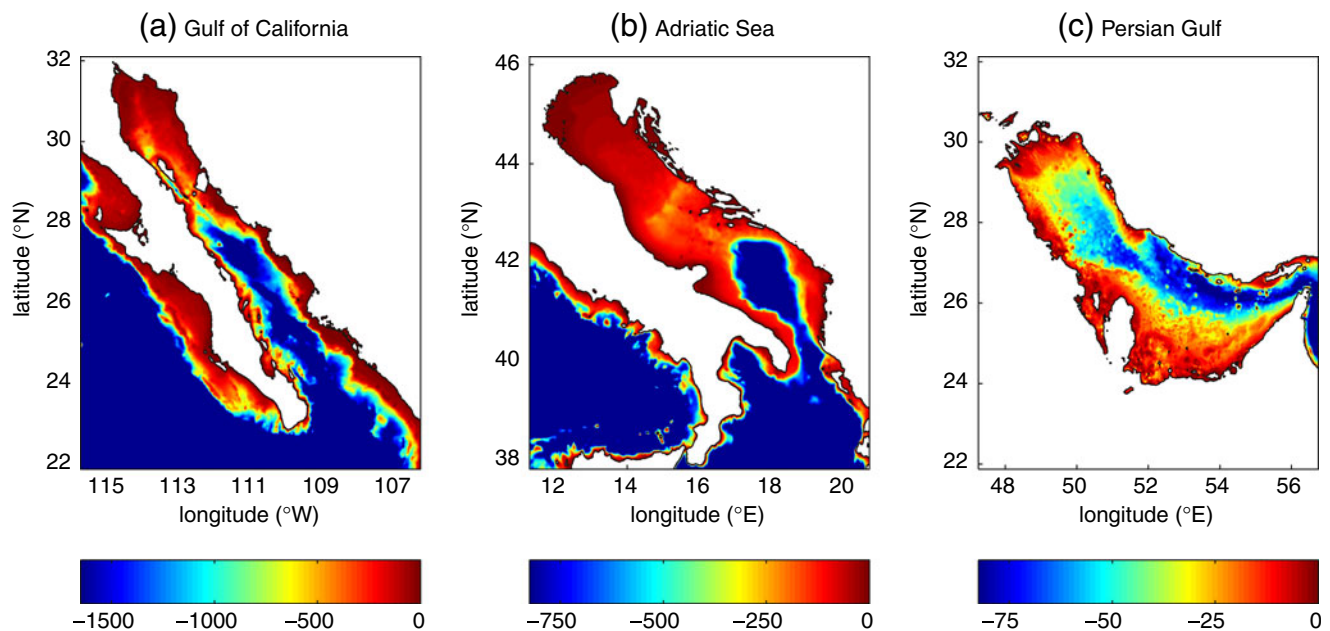 (a) Gulf of California
(b) Adriatic Sea
(c) Persian Gulf
32
30
28
26
24
22
latitude (°N)
115 113 111 109 107
longitude (°W)
46
44
42
40
38
latitude (°N)
12 14 16 18 20
longitude (°E)
32
30
28
26
24
22
latitude (°N)
48 50 52 54 56
longitude (°E)
−1500 −1000 −500 0
−750 −500 −250 0
−75 −50 −25 0